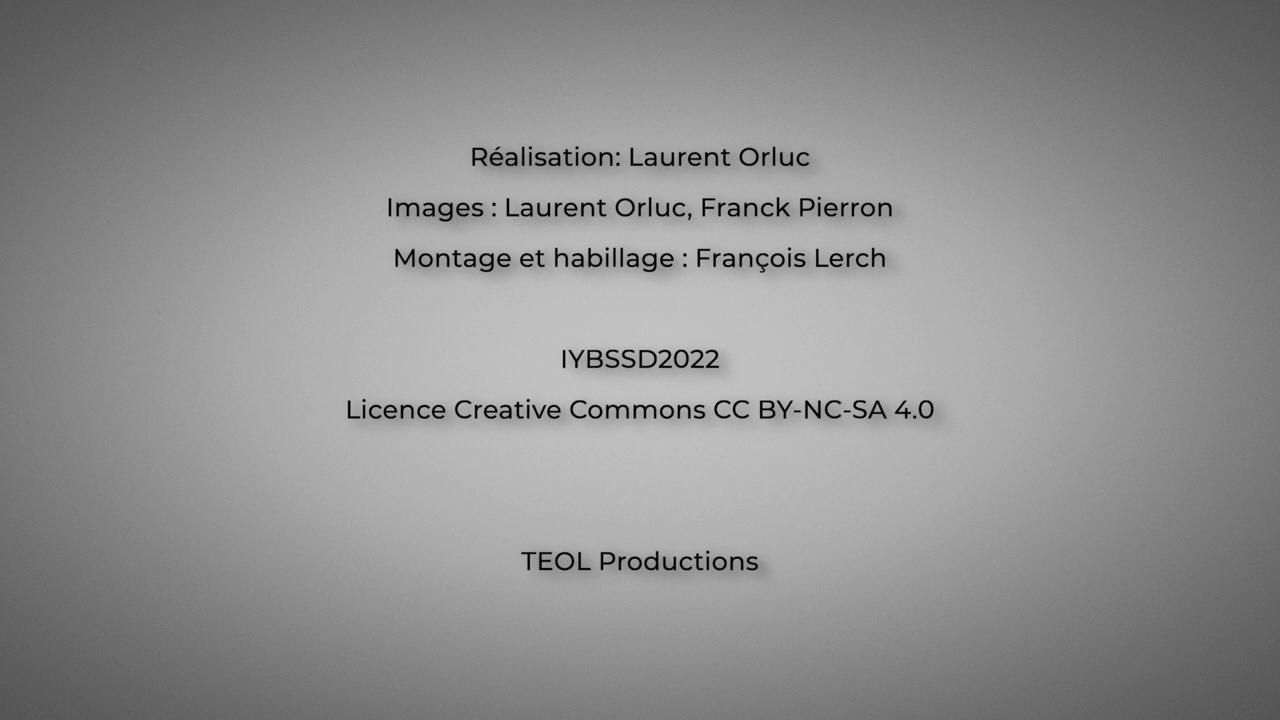 Réalisation: Laurent Orluc
Images : Laurent Orluc, Franck Pierron
Montage et habillage : François Lerch
IYBSSD2022
Licence Creative Commons CC BY-NC-SA 4.0
TEOL Productions